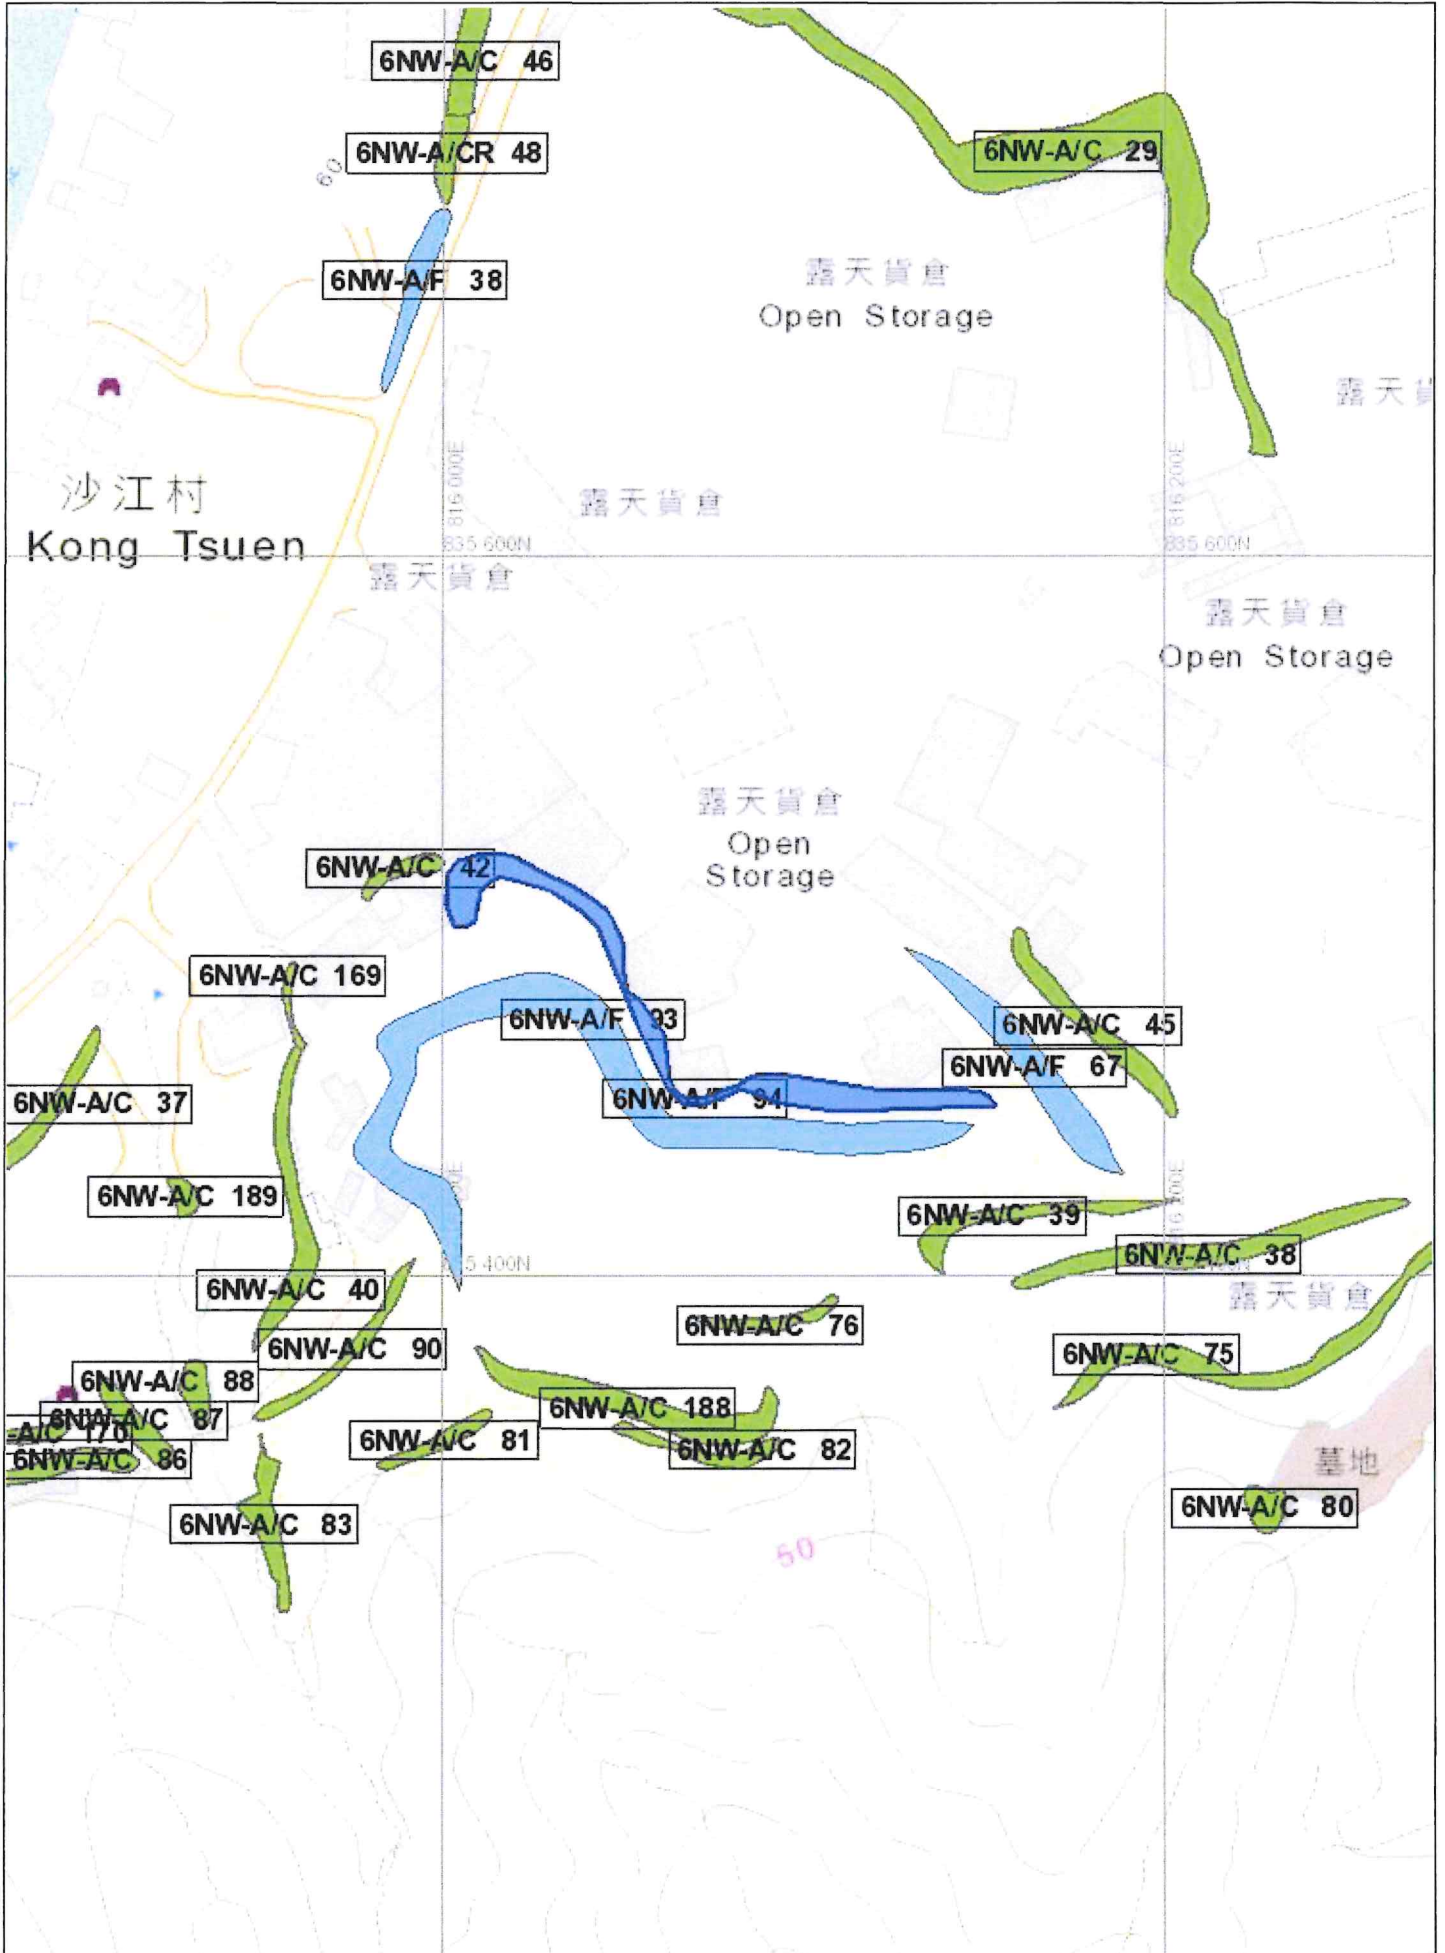 6NW-A/C 46
6NW-A/CR 48
60
6NW-A/C 29
6NW-A/F 38
露天貨倉
Open Storage
露天貨
816 000E
816 200E
沙江村
Kong Tsuen
露天貨倉
835 600N
835 600N
露天貨倉
露天貨倉
Open Storage
露天貨倉
Open
Storage
6NW-A/C 42
6NW-A/C 169
6NW-A/F 93
6NW-A/C 45
6NW-A/F 67
6NW-A/F 94
6NW-A/C 37
6NW-A/C 189
6NW-A/C 39
6NW-A/C 38
5 400N
6NW-A/C 40
露天貨倉
6NW-A/C 76
6NW-A/C 90
6NW-A/C 75
6NW-A/C 88
6NW-A/C 188
6NW-A/C 87
-A/C 170
6NW-A/C 81
6NW-A/C 82
6NW-A/C 86
墓地
6NW-A/C 80
6NW-A/C 83
50